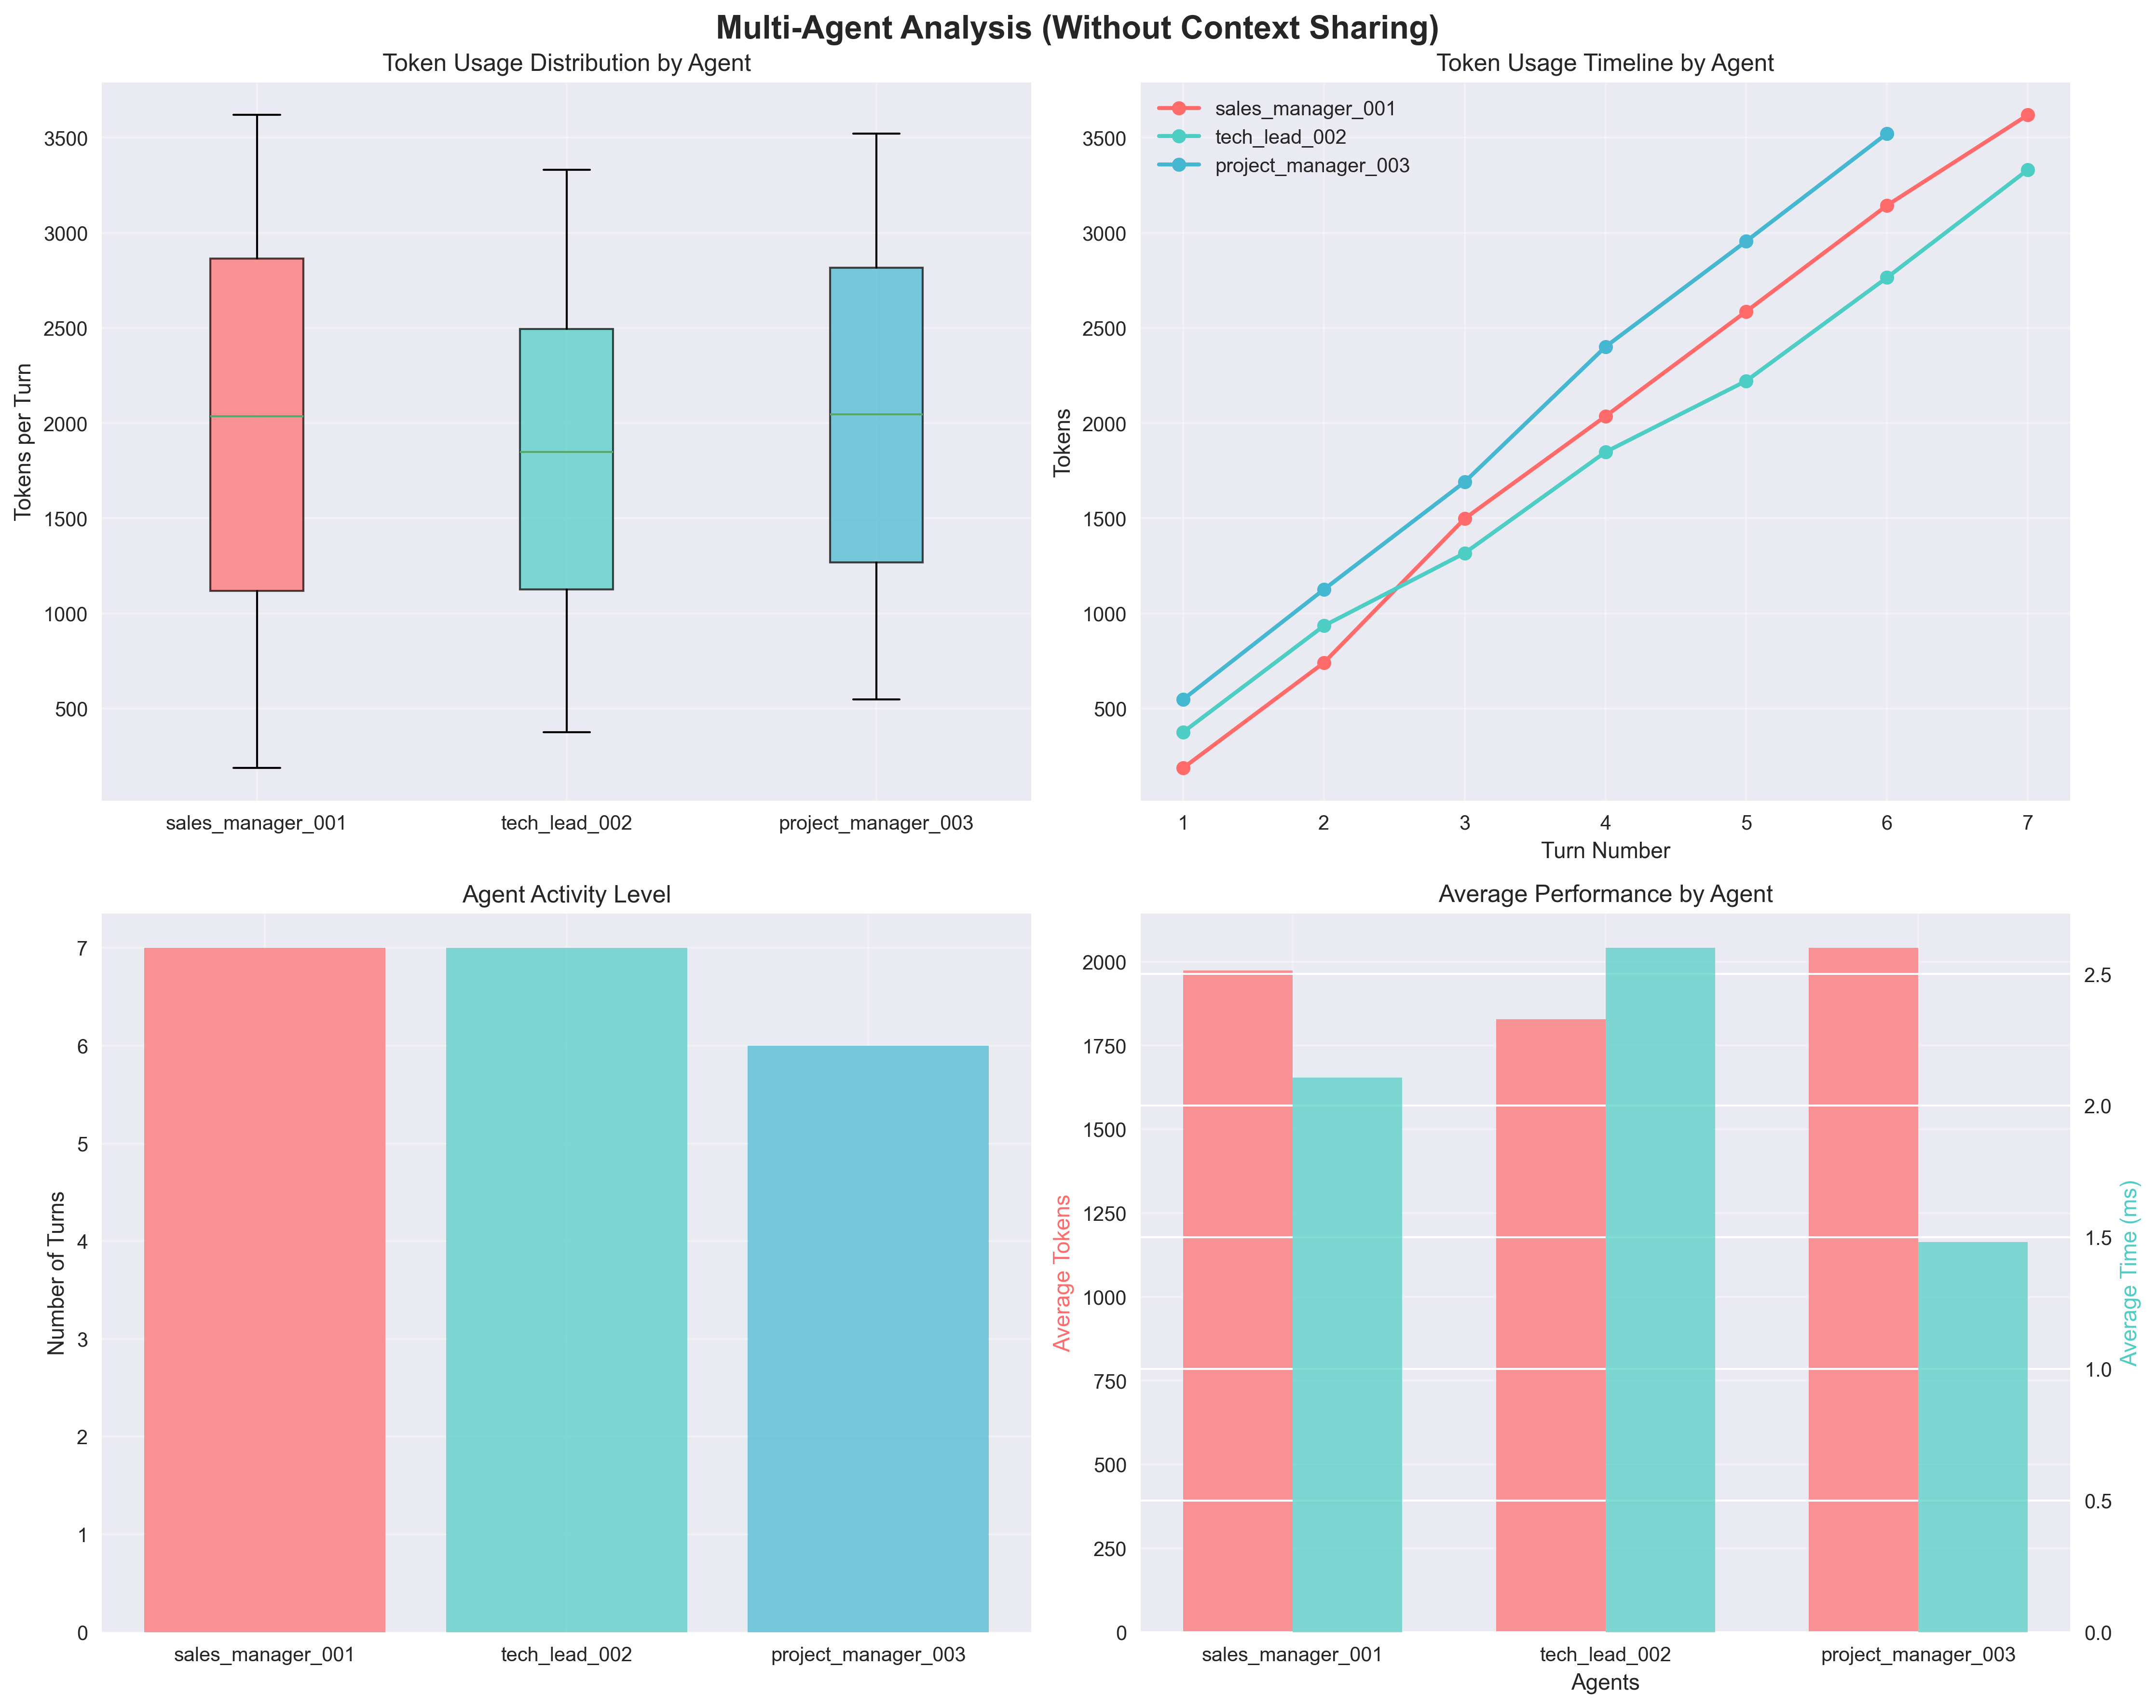 Multi-Agent Analysis (Without Context Sharing)
Token Usage Distribution by Agent
Tokens per Turn
3500
3000
2500
2000
1500
1000
500
sales_manager_001
tech_lead_002
project_manager_003
Token Usage Timeline by Agent
sales_manager_001
tech_lead_002
project_manager_003
Tokens
3500
3000
2500
2000
1500
1000
500
1 2 3 4 5 6 7
Turn Number
Agent Activity Level
Number of Turns
7
6
5
4
3
2
1
0
sales_manager_001
tech_lead_002
project_manager_003
Average Performance by Agent
Average Tokens
2000
1750
1500
1250
1000
750
500
250
0
2.5
2.0
1.5
1.0
0.5
0.0
Average Time (ms)
sales_manager_001
tech_lead_002
project_manager_003
Agents